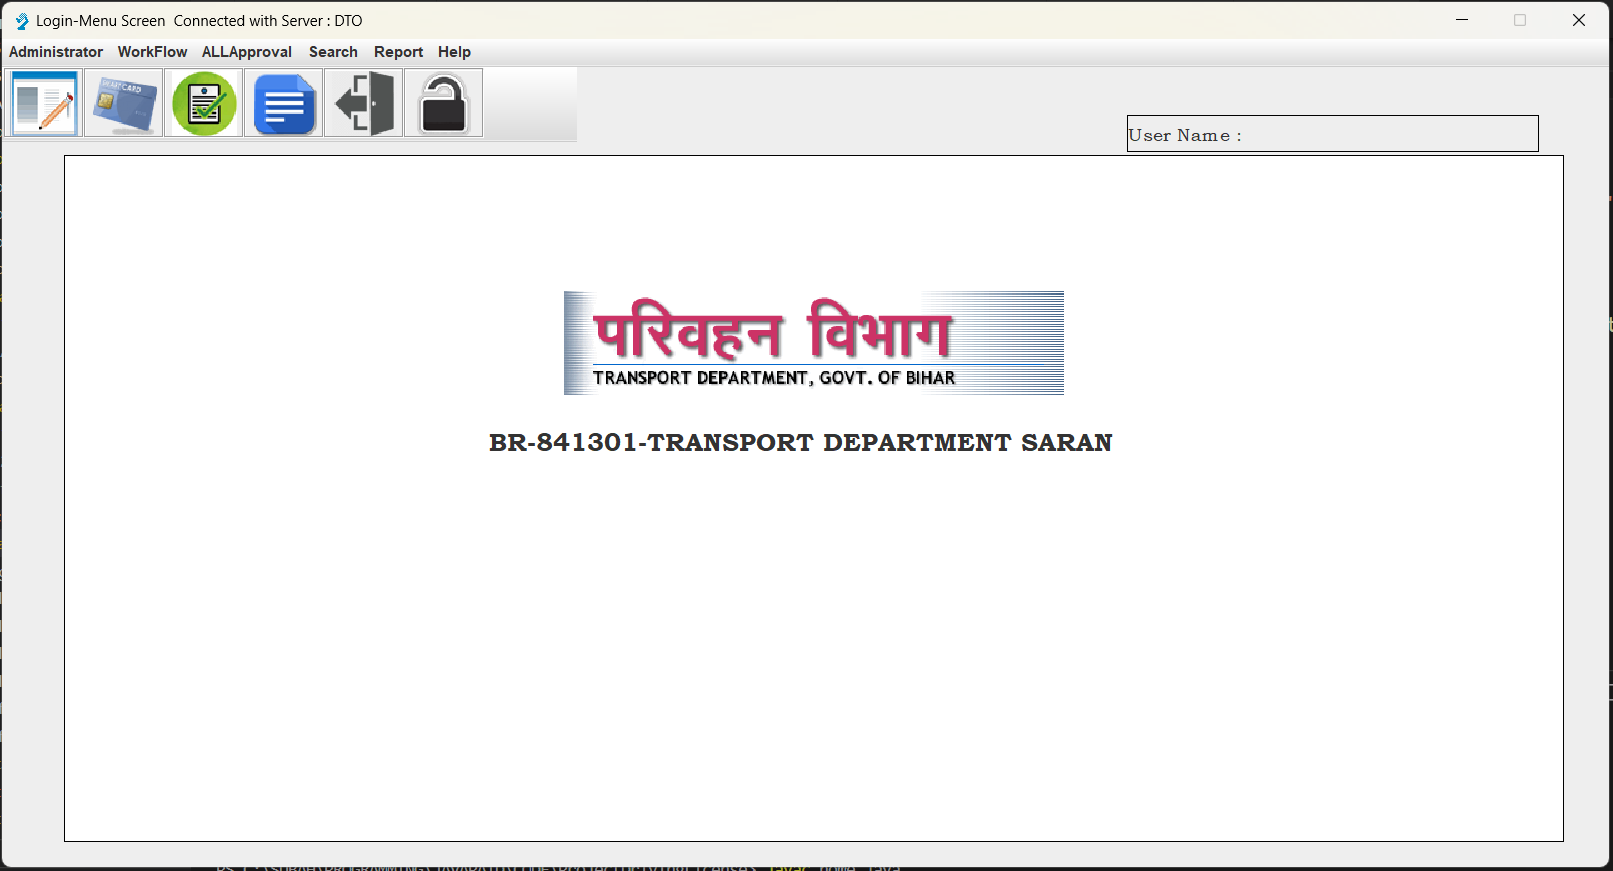 Login-Menu Screen  Connected with Server : DTO
Administrator WorkFlow ALLApproval Search Report Help
SMART CARD
User Name :
परिवहन विभाग
TRANSPORT DEPARTMENT, GOVT. OF BIHAR
BR-841301-TRANSPORT DEPARTMENT SARAN